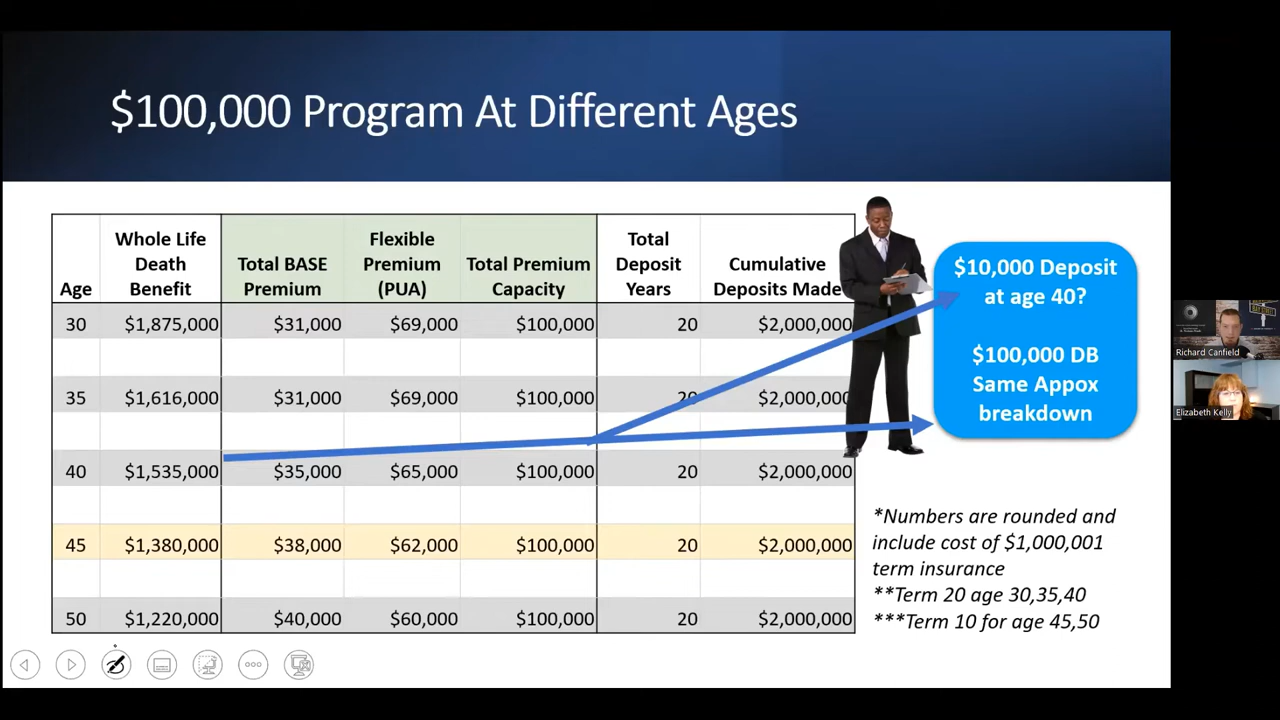 $100,000 Program At Different Ages
Age Whole Life Death Benefit Total BASE Premium Flexible Premium (PUA) Total Premium Capacity Total Deposit Years Cumulative Deposits Made
30 $1,875,000 $31,000 $69,000 $100,000 20 $2,000,000
35 $1,616,000 $31,000 $69,000 $100,000 20 $2,000,000
40 $1,535,000 $35,000 $65,000 $100,000 20 $2,000,000
45 $1,380,000 $38,000 $62,000 $100,000 20 $2,000,000
50 $1,220,000 $40,000 $60,000 $100,000 20 $2,000,000
$10,000 Deposit
at age 40?
$100,000 DB
Same Appox
breakdown
*Numbers are rounded and
include cost of $1,000,001
term insurance
**Term 20 age 30,35,40
***Term 10 for age 45,50
Richard Canfield
Elizabeth Kelly